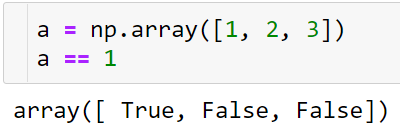 a = np.array([1, 2, 3])
a == 1
array([ True, False, False])